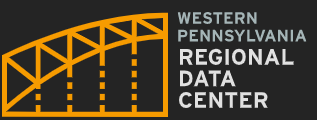 WESTERN
PENNSYLVANIA
REGIONAL
DATA
CENTER